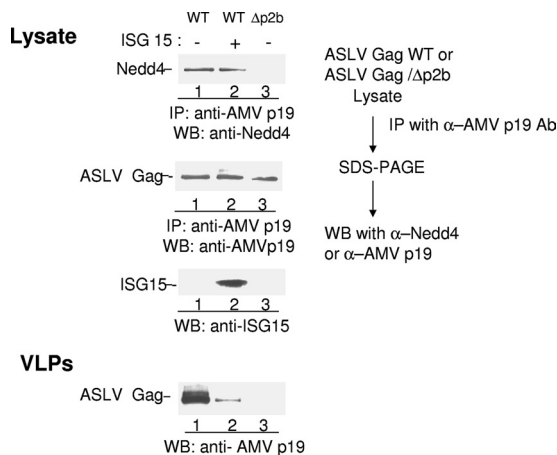 WT WT Δp2b
Lysate
ISG 15 : - + -
Nedd4
1 2 3
IP: anti-AMV p19
WB: anti-Nedd4
ASLV Gag
1 2 3
IP: anti-AMV p19
WB: anti-AMVp19
ISG15
1 2 3
WB: anti-ISG15
VLPs
ASLV Gag
1 2 3
WB: anti- AMV p19
ASLV Gag WT or
ASLV Gag /Δp2b
Lysate
IP with α–AMV p19 Ab
SDS-PAGE
WB with α–Nedd4
or α–AMV p19